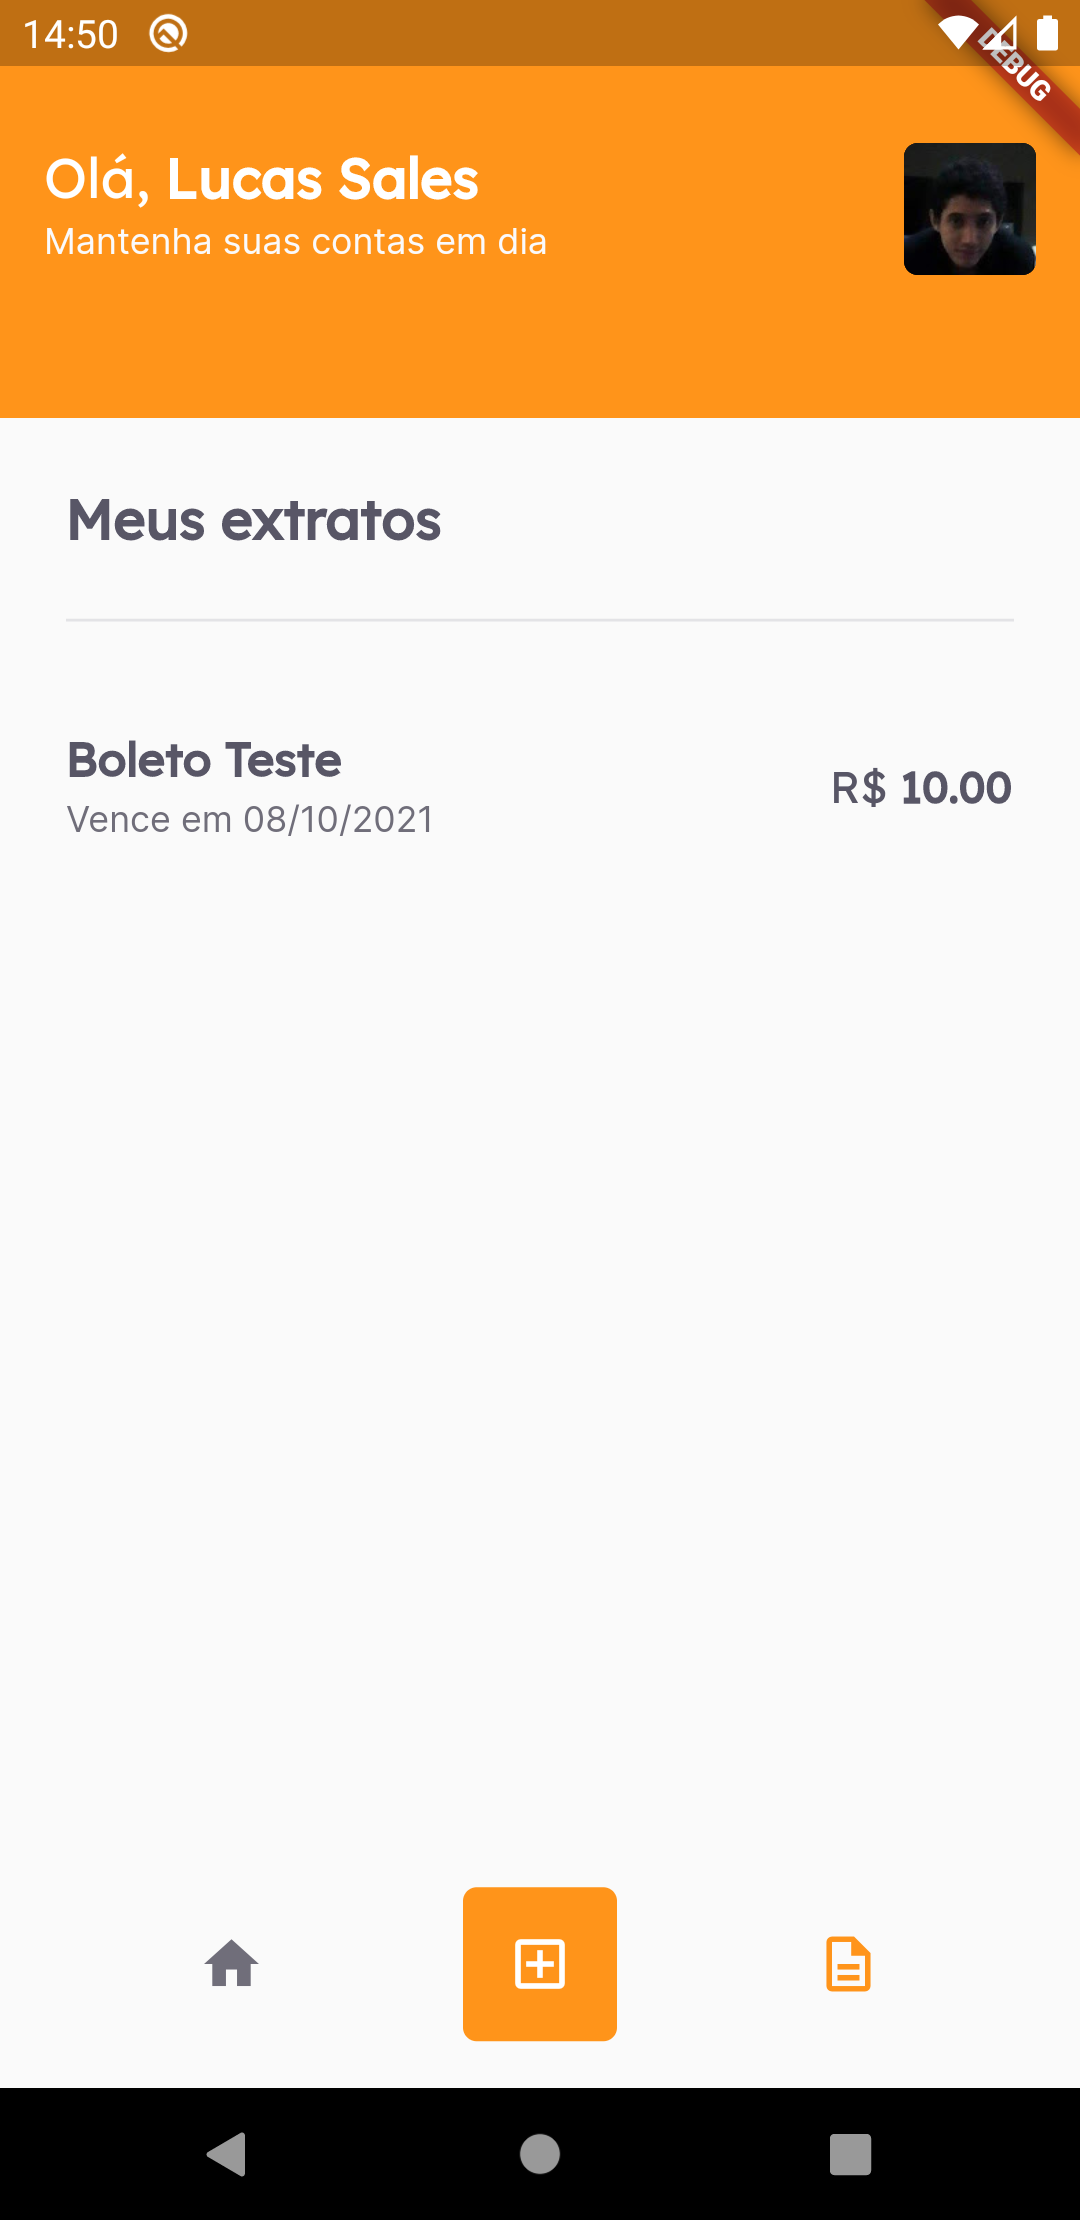 14:50
DEBUG
Olá, Lucas Sales
Mantenha suas contas em dia
Meus extratos
Boleto Teste
R$ 10.00
Vence em 08/10/2021